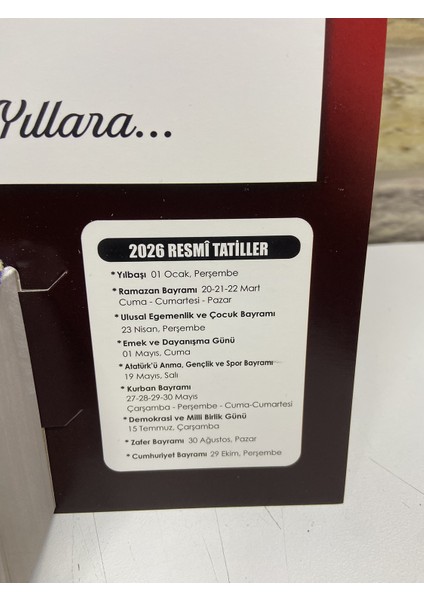 Yıllara...
2026 RESMÎ TATİLLER
* Yılbaşı 01 Ocak, Perşembe
* Ramazan Bayramı 20-21-22 Mart
Cuma - Cumartesi - Pazar
* Ulusal Egemenlik ve Çocuk Bayramı
23 Nisan, Perşembe
* Emek ve Dayanışma Günü
01 Mayıs, Cuma
* Atatürk'ü Anma, Gençlik ve Spor Bayramı
19 Mayıs, Salı
* Kurban Bayramı
27-28-29-30 Mayıs
Çarşamba - Perşembe - Cuma-Cumartesi
* Demokrasi ve Milli Birlik Günü
15 Temmuz, Çarşamba
* Zafer Bayramı 30 Ağustos, Pazar
* Cumhuriyet Bayramı 29 Ekim, Perşembe